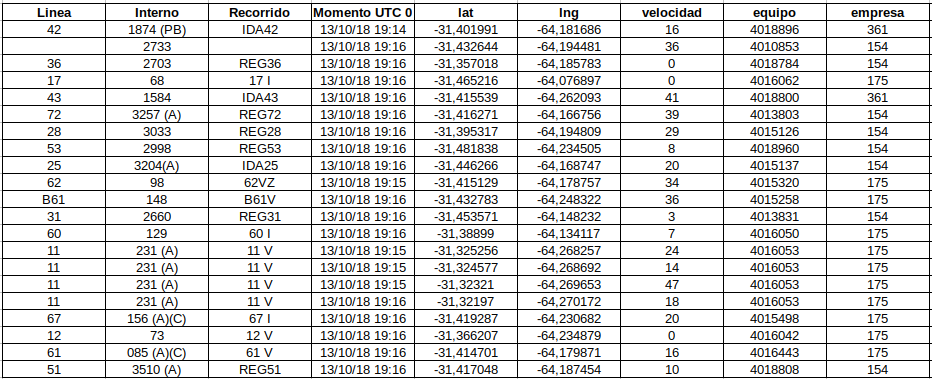 Linea Interno Recorrido Momento UTC 0 lat lng velocidad equipo empresa
42 1874 (PB) IDA42 13/10/18 19:14 -31,401991 -64,181686 16 4018896 361
2733 13/10/18 19:16 -31,432644 -64,194481 36 4010853 154
36 2703 REG36 13/10/18 19:16 -31,357018 -64,185783 0 4018784 154
17 68 17 I 13/10/18 19:16 -31,465216 -64,076897 0 4016062 175
43 1584 IDA43 13/10/18 19:16 -31,415539 -64,262093 41 4018800 361
72 3257 (A) REG72 13/10/18 19:16 -31,416271 -64,166756 39 4013803 154
28 3033 REG28 13/10/18 19:16 -31,395317 -64,194809 29 4015126 154
53 2998 REG53 13/10/18 19:16 -31,481838 -64,234505 8 4018960 154
25 3204(A) IDA25 13/10/18 19:16 -31,446266 -64,168747 20 4015137 154
62 98 62VZ 13/10/18 19:15 -31,415129 -64,178757 34 4015320 175
B61 148 B61V 13/10/18 19:16 -31,432783 -64,248322 36 4015258 175
31 2660 REG31 13/10/18 19:16 -31,453571 -64,148232 3 4013831 154
60 129 60 I 13/10/18 19:16 -31,38899 -64,134117 7 4016050 175
11 231 (A) 11 V 13/10/18 19:15 -31,325256 -64,268257 24 4016053 175
11 231 (A) 11 V 13/10/18 19:15 -31,324577 -64,268692 14 4016053 175
11 231 (A) 11 V 13/10/18 19:15 -31,32321 -64,269653 47 4016053 175
11 231 (A) 11 V 13/10/18 19:16 -31,32197 -64,270172 18 4016053 175
67 156 (A)(C) 67 I 13/10/18 19:16 -31,419287 -64,230682 20 4015498 175
12 73 12 V 13/10/18 19:16 -31,366207 -64,234879 0 4016042 175
61 085 (A)(C) 61 V 13/10/18 19:16 -31,414701 -64,179871 16 4016443 175
51 3510 (A) REG51 13/10/18 19:16 -31,417048 -64,187454 10 4018808 154